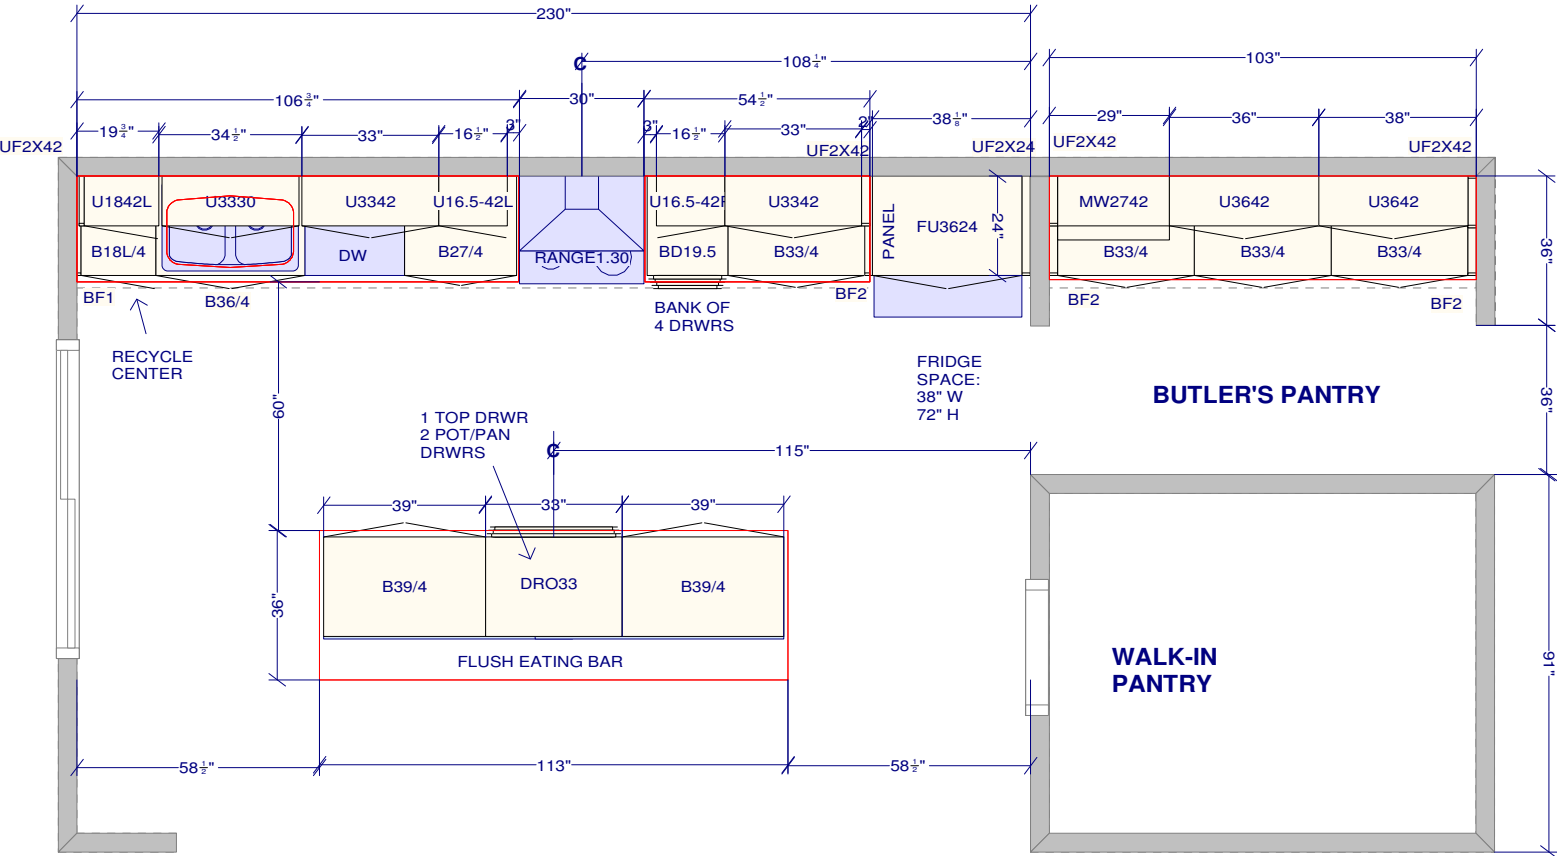 230"
₵
108 1/4"
103"
106 3/4"
30"
54 1/2"
19 3/4"
34 1/2"
33"
16 1/2"
3"
3"
16 1/2"
33"
2"
38 1/8"
29"
36"
38"
UF2X42
UF2X42
UF2X24
UF2X42
UF2X42
U1842L
U3330
U3342
U16.5-42L
U16.5-42
U3342
PANEL
FU3624
24"
MW2742
U3642
U3642
36"
B18L/4
DW
B27/4
RANGE1.30
BD19.5
B33/4
B33/4
B33/4
B33/4
BF1
B36/4
BF2
BF2
BF2
BANK OF
4 DRWRS
RECYCLE
CENTER
FRIDGE
SPACE:
38" W
72" H
BUTLER'S PANTRY
36"
60"
1 TOP DRWR
2 POT/PAN
DRWRS
₵
115"
39"
33"
39"
B39/4
DRO33
B39/4
36"
FLUSH EATING BAR
WALK-IN
PANTRY
91"
58 1/2"
113"
58 1/2"